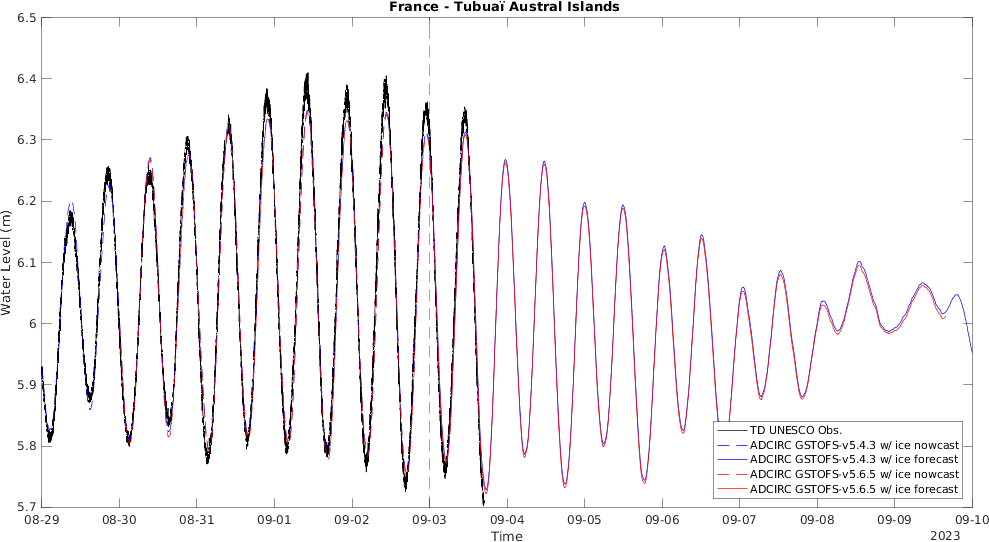 France - Tubuaï Austral Islands
6.5
6.4
6.3
6.2
6.1
6
5.9
5.8
5.7
Water Level (m)
TD UNESCO Obs.
ADCIRC GSTOFS-v5.4.3 w/ ice nowcast
ADCIRC GSTOFS-v5.4.3 w/ ice forecast
ADCIRC GSTOFS-v5.6.5 w/ ice nowcast
ADCIRC GSTOFS-v5.6.5 w/ ice forecast
08-29 08-30 08-31 09-01 09-02 09-03 09-04 09-05 09-06 09-07 09-08 09-09 09-10
Time
2023